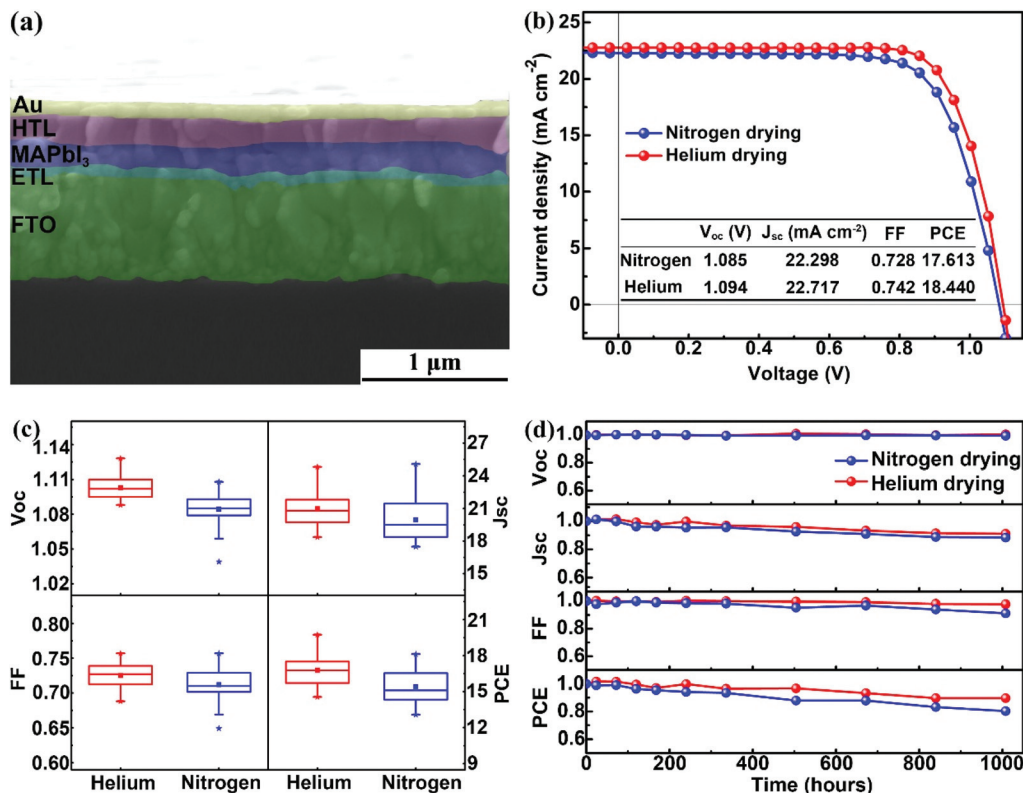 (a)
Au
HTL
MAPbI3
ETL
FTO
1 μm
(b)
Current density (mA cm-2)
25
20
15
10
5
0
Nitrogen drying
Helium drying
Voc (V) Jsc (mA cm-2) FF PCE
Nitrogen 1.085 22.298 0.728 17.613
Helium 1.094 22.717 0.742 18.440
0.0 0.2 0.4 0.6 0.8 1.0
Voltage (V)
(c)
Voc
1.14
1.11
1.08
1.05
1.02
27
24
21
18
15
Jsc
FF
0.80
0.75
0.70
0.65
0.60
21
18
15
12
9
PCE
Helium Nitrogen Helium Nitrogen
(d)
Voc
1.0
0.8
0.6
Nitrogen drying
Helium drying
Jsc
1.0
0.8
0.6
FF
1.0
0.8
0.6
PCE
1.0
0.8
0.6
0 200 400 600 800 1000
Time (hours)